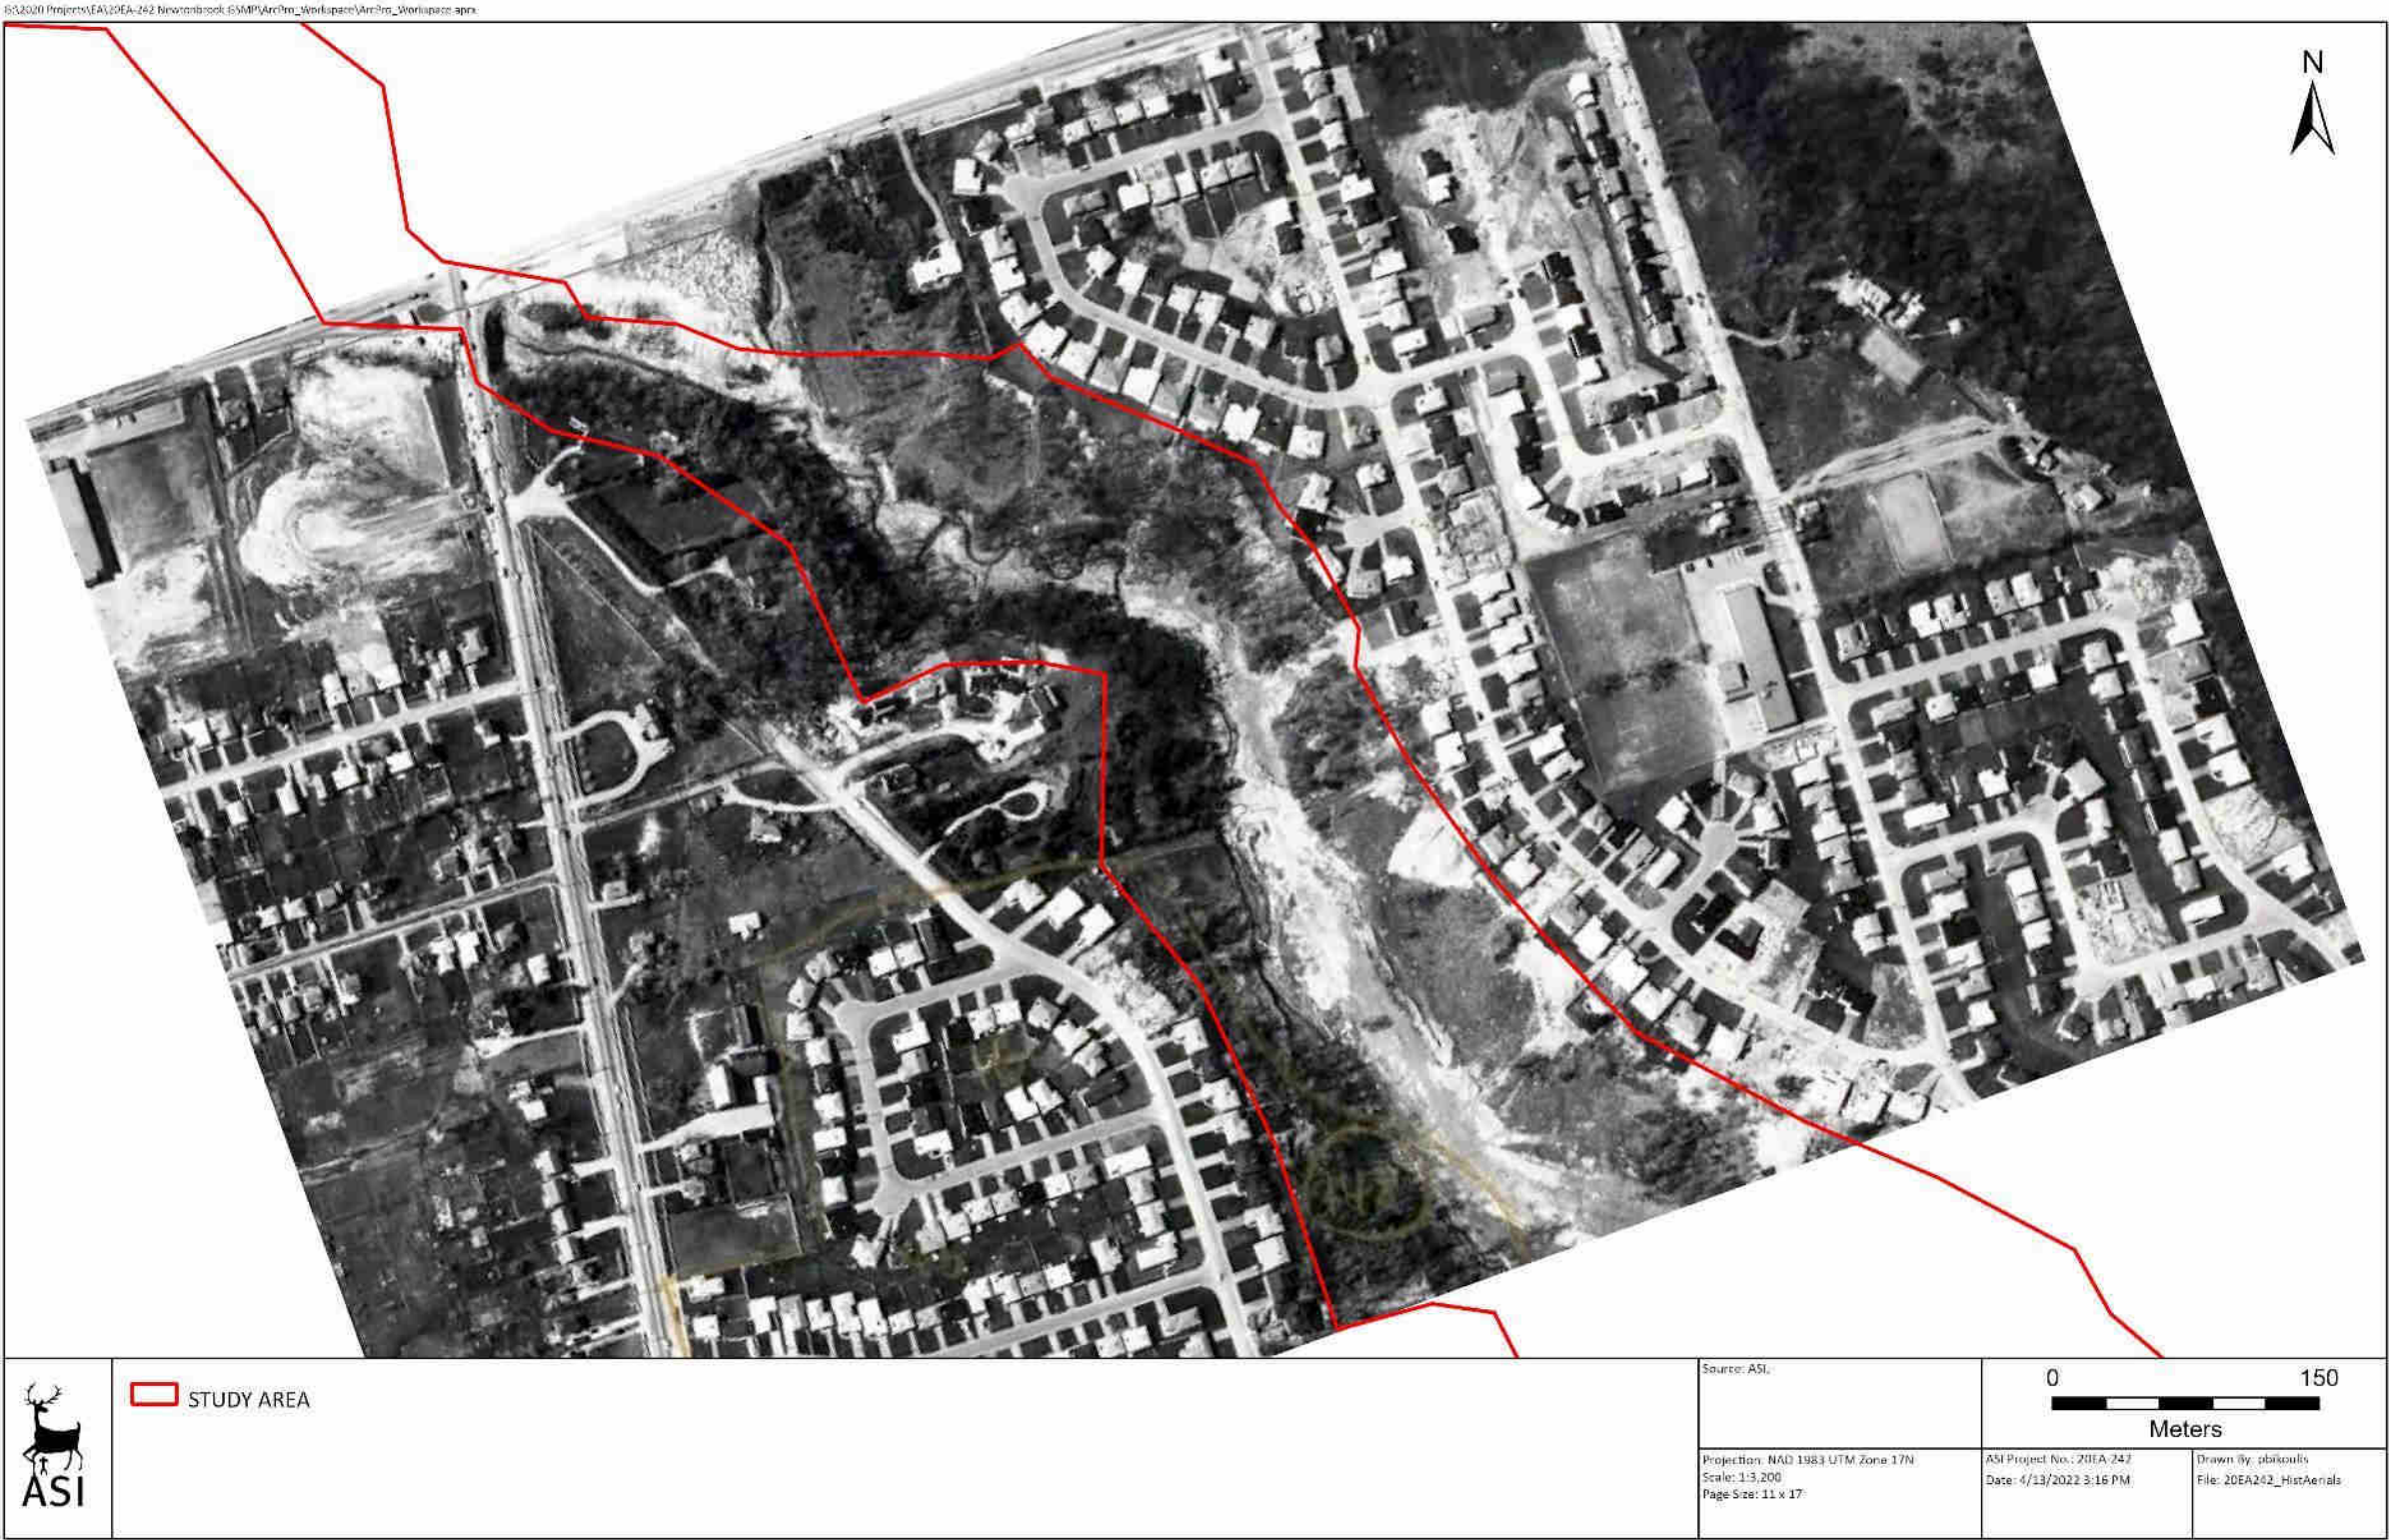 G:\2020 Projects\EA\20EA-242 Newtonbrook GSMP\ArcPro_Workspace\ArcPro_Workspace.aprx
N
STUDY AREA
ASI
Source: ASI,
0 150
Meters
Projection: NAD 1983 UTM Zone 17N
Scale: 1:3,200
Page Size: 11 x 17
ASI Project No.: 20EA-242
Date: 4/13/2022 3:16 PM
Drawn By: pbikoulis
File: 20EA242_HistAerials